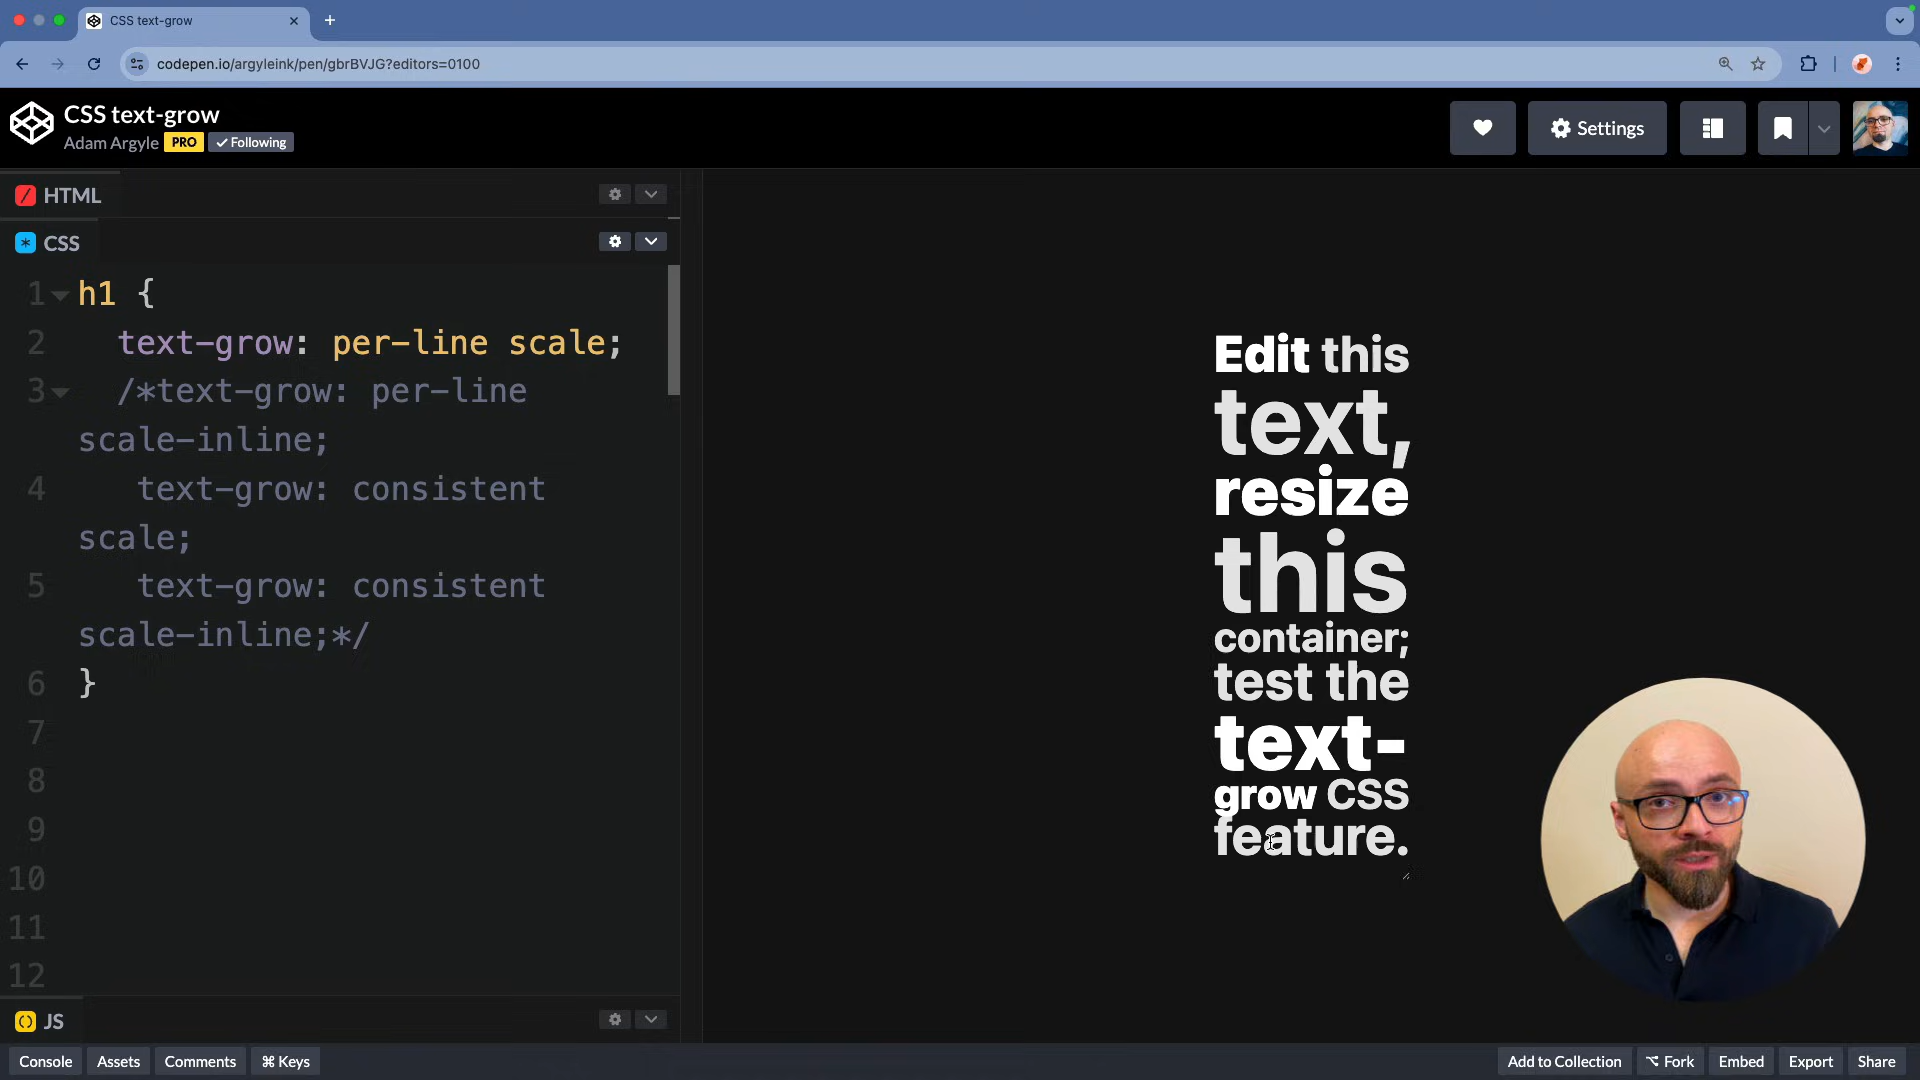 CSS text-grow
codepen.io/argyleink/pen/gbrBVJG?editors=0100
CSS text-grow
Adam Argyle PRO ✓ Following
Settings
HTML
CSS
1 h1 {
2 text-grow: per-line scale;
3 /*text-grow: per-line
scale-inline;
4 text-grow: consistent
scale;
5 text-grow: consistent
scale-inline;*/
6 }
7
8
9
10
11
12
JS
Edit this
text,
resize
this
container;
test the
text-
grow CSS
feature.
Console Assets Comments ⌘ Keys
Add to Collection ⌥ Fork Embed Export Share